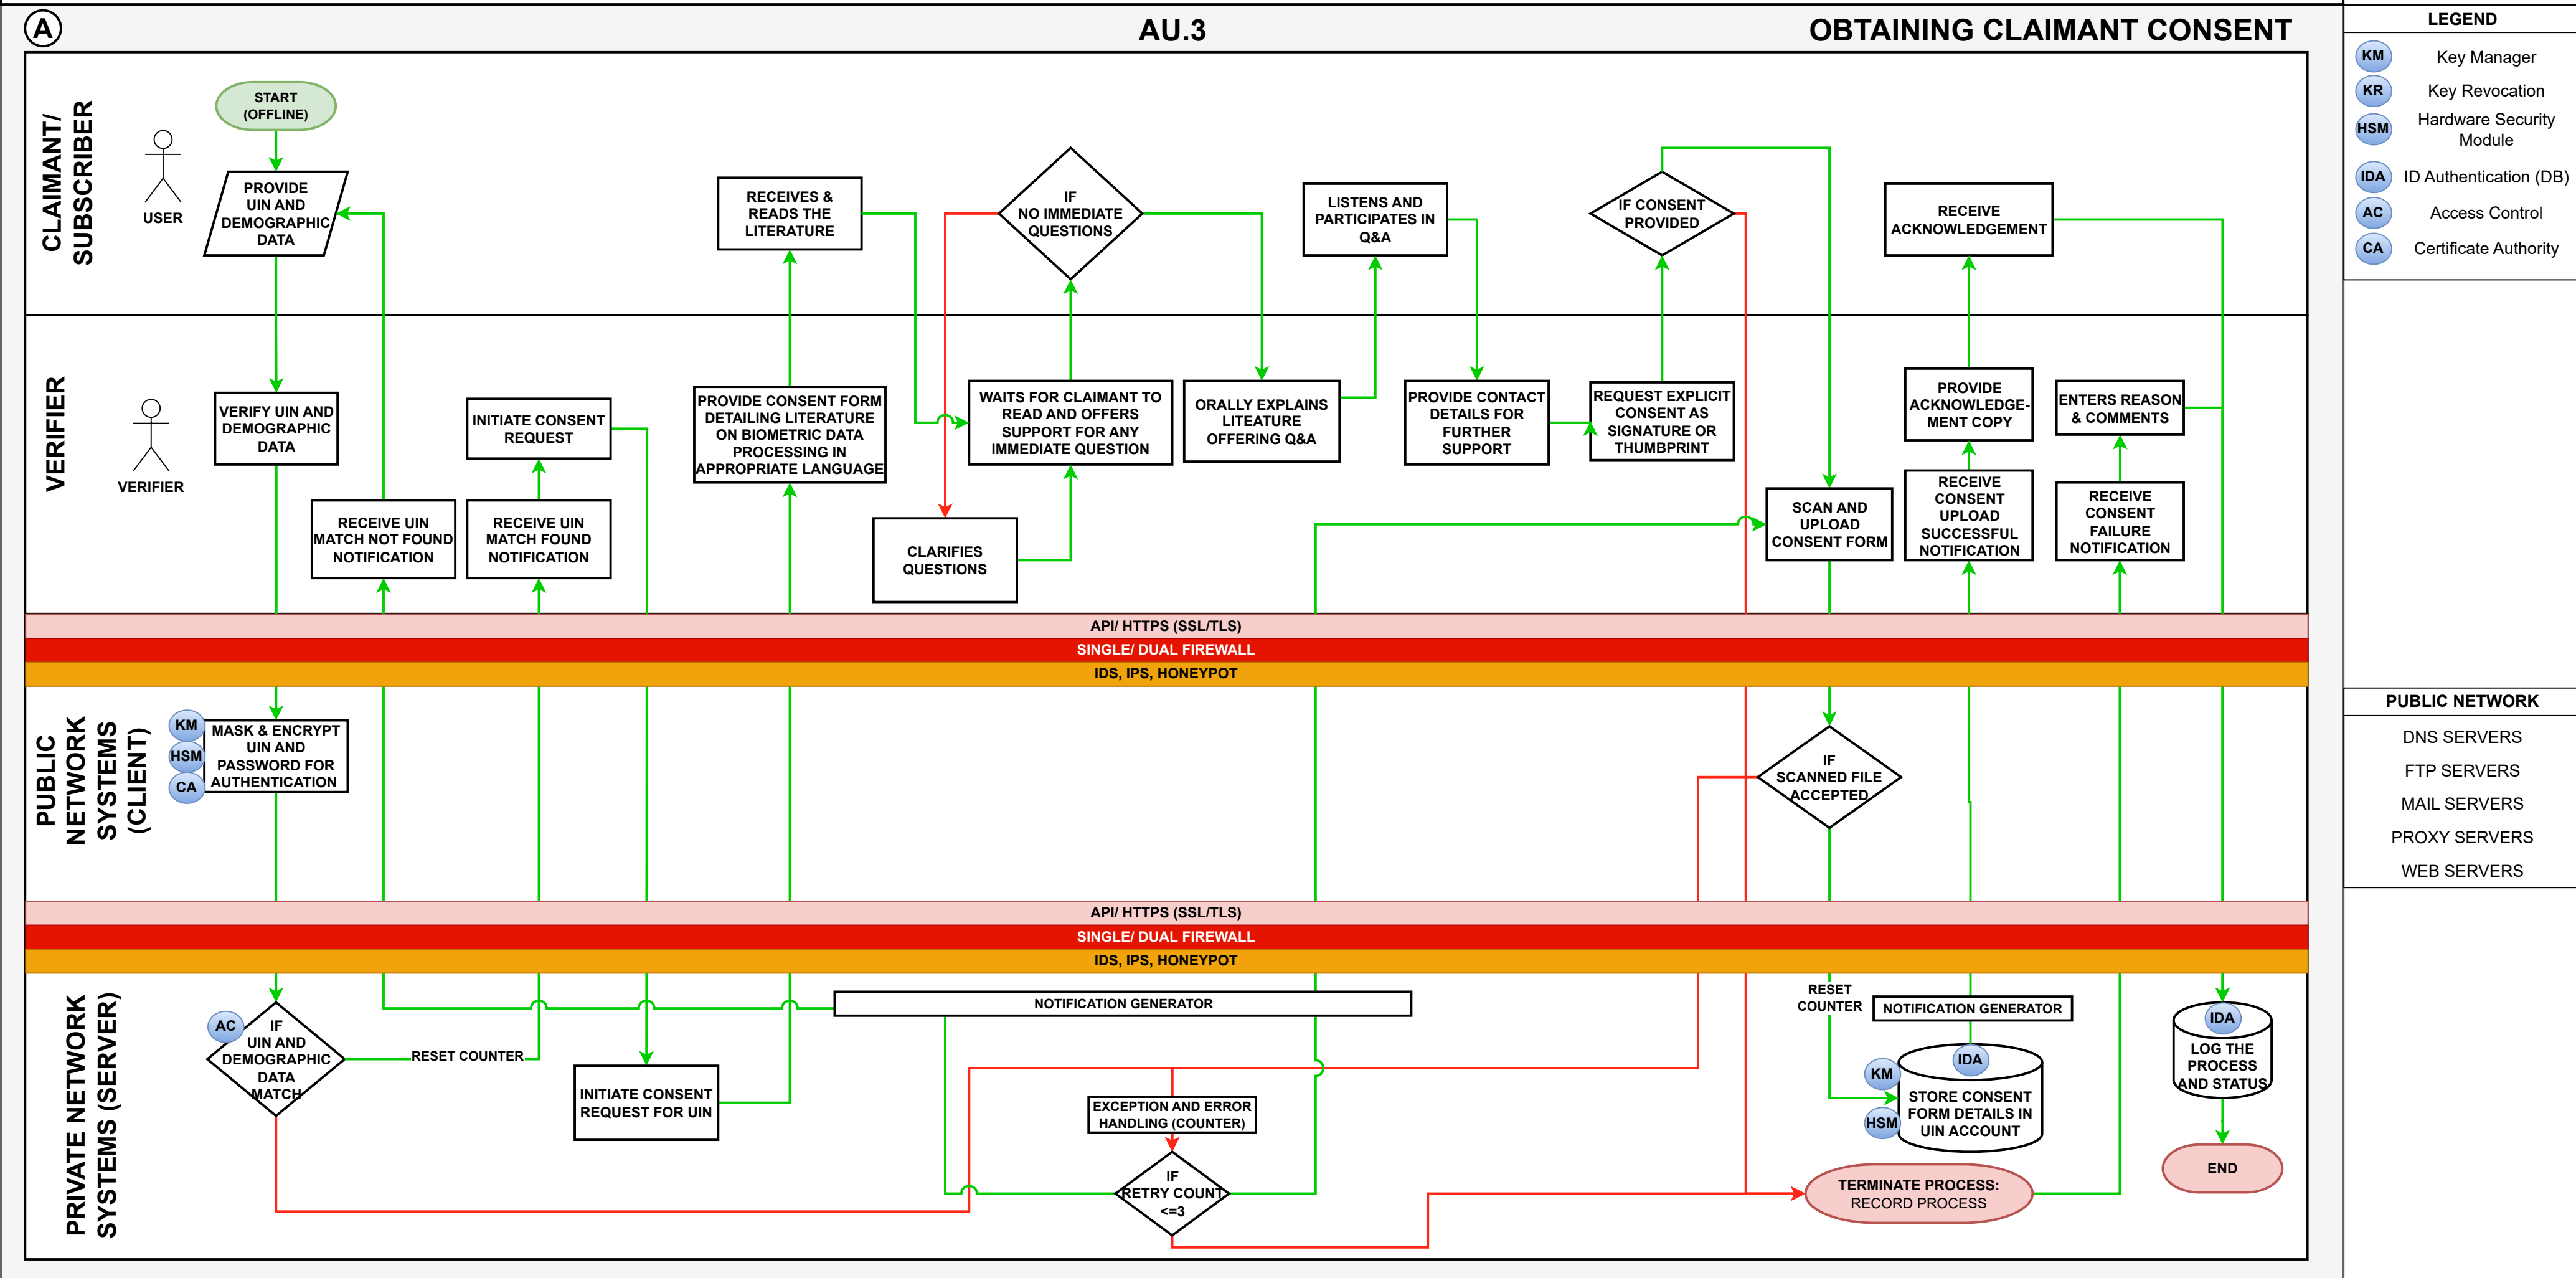 A
AU.3
OBTAINING CLAIMANT CONSENT
CLAIMANT/
SUBSCRIBER
USER
START
(OFFLINE)
PROVIDE
UIN AND
DEMOGRAPHIC
DATA
RECEIVES &
READS THE
LITERATURE
IF
NO IMMEDIATE
QUESTIONS
LISTENS AND
PARTICIPATES IN
Q&A
IF CONSENT
PROVIDED
RECEIVE
ACKNOWLEDGEMENT
VERIFIER
VERIFIER
VERIFY UIN AND
DEMOGRAPHIC
DATA
RECEIVE UIN
MATCH NOT FOUND
NOTIFICATION
INITIATE CONSENT
REQUEST
RECEIVE UIN
MATCH FOUND
NOTIFICATION
PROVIDE CONSENT FORM
DETAILING LITERATURE
ON BIOMETRIC DATA
PROCESSING IN
APPROPRIATE LANGUAGE
CLARIFIES
QUESTIONS
WAITS FOR CLAIMANT TO
READ AND OFFERS
SUPPORT FOR ANY
IMMEDIATE QUESTION
ORALLY EXPLAINS
LITEATURE
OFFERING Q&A
PROVIDE CONTACT
DETAILS FOR
FURTHER
SUPPORT
REQUEST EXPLICIT
CONSENT AS
SIGNATURE OR
THUMBPRINT
SCAN AND
UPLOAD
CONSENT FORM
PROVIDE
ACKNOWLEDGE-
MENT COPY
RECEIVE
CONSENT
UPLOAD
SUCCESSFUL
NOTIFICATION
ENTERS REASON
& COMMENTS
RECEIVE
CONSENT
FAILURE
NOTIFICATION
API/ HTTPS (SSL/TLS)
SINGLE/ DUAL FIREWALL
IDS, IPS, HONEYPOT
PUBLIC
NETWORK
SYSTEMS
(CLIENT)
KM
HSM
CA
MASK & ENCRYPT
UIN AND
PASSWORD FOR
AUTHENTICATION
IF
SCANNED FILE
ACCEPTED
API/ HTTPS (SSL/TLS)
SINGLE/ DUAL FIREWALL
IDS, IPS, HONEYPOT
PRIVATE NETWORK
SYSTEMS (SERVER)
AC
IF
UIN AND
DEMOGRAPHIC
DATA
MATCH
RESET COUNTER
INITIATE CONSENT
REQUEST FOR UIN
NOTIFICATION GENERATOR
EXCEPTION AND ERROR
HANDLING (COUNTER)
IF
RETRY COUNT
<=3
RESET
COUNTER
NOTIFICATION GENERATOR
KM
HSM
IDA
STORE CONSENT
FORM DETAILS IN
UIN ACCOUNT
TERMINATE PROCESS:
RECORD PROCESS
IDA
LOG THE
PROCESS
AND STATUS
END
LEGEND
KM Key Manager
KR Key Revocation
HSM Hardware Security
Module
IDA ID Authentication (DB)
AC Access Control
CA Certificate Authority
PUBLIC NETWORK
DNS SERVERS
FTP SERVERS
MAIL SERVERS
PROXY SERVERS
WEB SERVERS